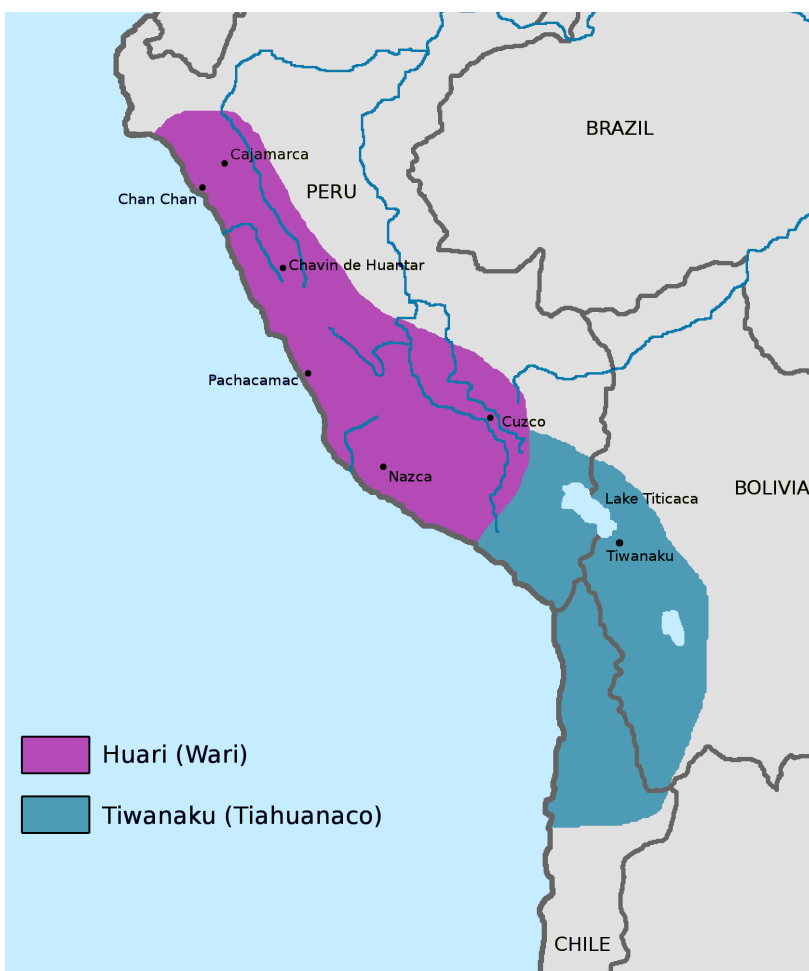 BRAZIL
Cajamarca
PERU
Chan Chan
Chavin de Huantar
Pachacamac
Cuzco
Nazca
BOLIVIA
Lake Titicaca
Tiwanaku
Huari (Wari)
Tiwanaku (Tiahuanaco)
CHILE